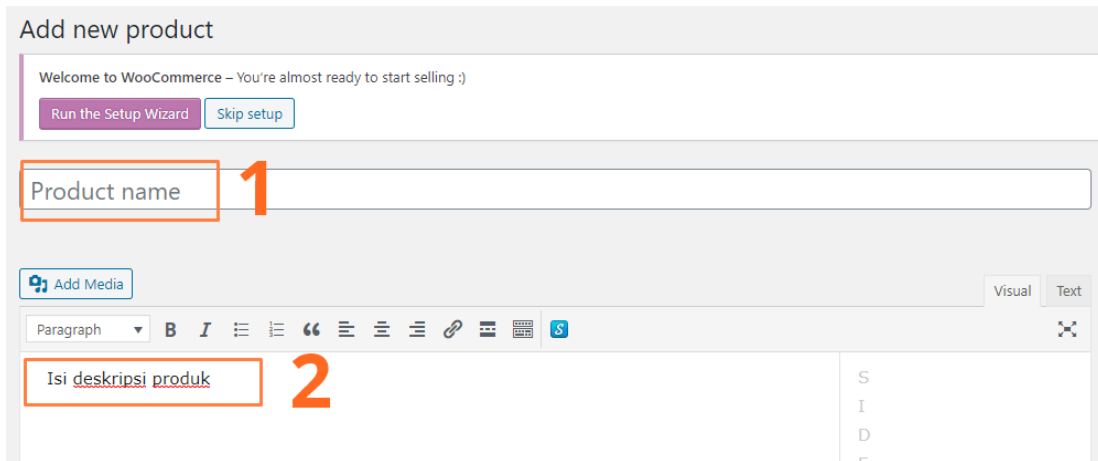 Add new product
Welcome to WooCommerce – You're almost ready to start selling :)
Run the Setup Wizard Skip setup
Product name 1
Add Media
Visual Text
Paragraph B I S
Isi deskripsi produk 2
S
I
D